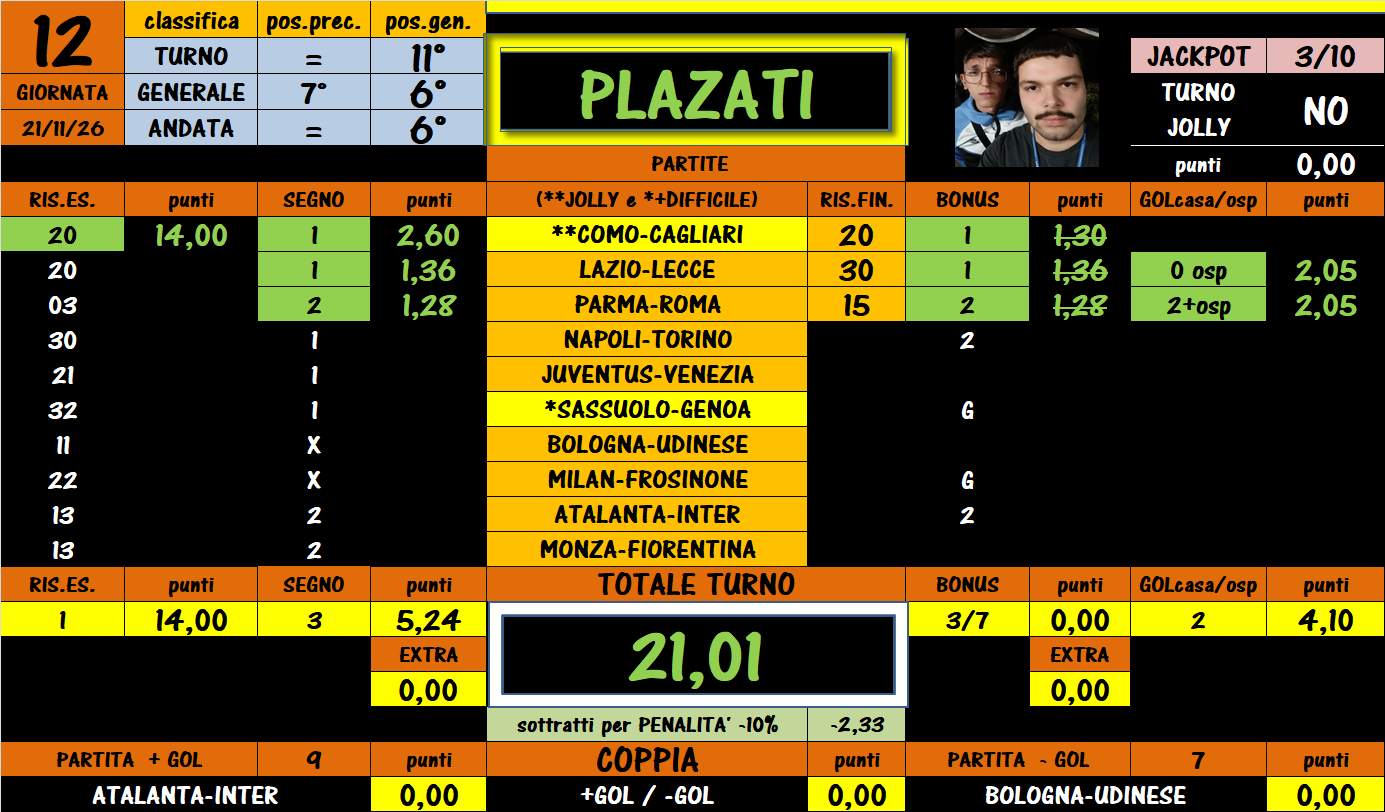 12 classifica pos.prec. pos.gen.
TURNO = 11°
PLAZATI
JACKPOT 3/10
GIORNATA GENERALE 7° 6°
TURNO JOLLY NO
21/11/26 ANDATA = 6°
PARTITE
punti 0,00
RIS.ES. punti SEGNO punti (**JOLLY e *+DIFFICILE) RIS.FIN. BONUS punti GOLcasa/osp punti
20 14,00 1 2,60 **COMO-CAGLIARI 20 1 1,30
20 1 1,36 LAZIO-LECCE 30 1 1,36 0 osp 2,05
03 2 1,28 PARMA-ROMA 15 2 1,28 2+osp 2,05
30 1 NAPOLI-TORINO 2
21 1 JUVENTUS-VENEZIA
32 1 *SASSUOLO-GENOA G
11 X BOLOGNA-UDINESE
22 X MILAN-FROSINONE G
13 2 ATALANTA-INTER 2
13 2 MONZA-FIORENTINA
RIS.ES. punti SEGNO punti TOTALE TURNO BONUS punti GOLcasa/osp punti
1 14,00 3 5,24 21,01 3/7 0,00 2 4,10
EXTRA EXTRA
0,00 0,00
sottratti per PENALITA' -10% -2,33
PARTITA + GOL 9 punti COPPIA punti PARTITA - GOL 7 punti
ATALANTA-INTER 0,00 +GOL / -GOL 0,00 BOLOGNA-UDINESE 0,00